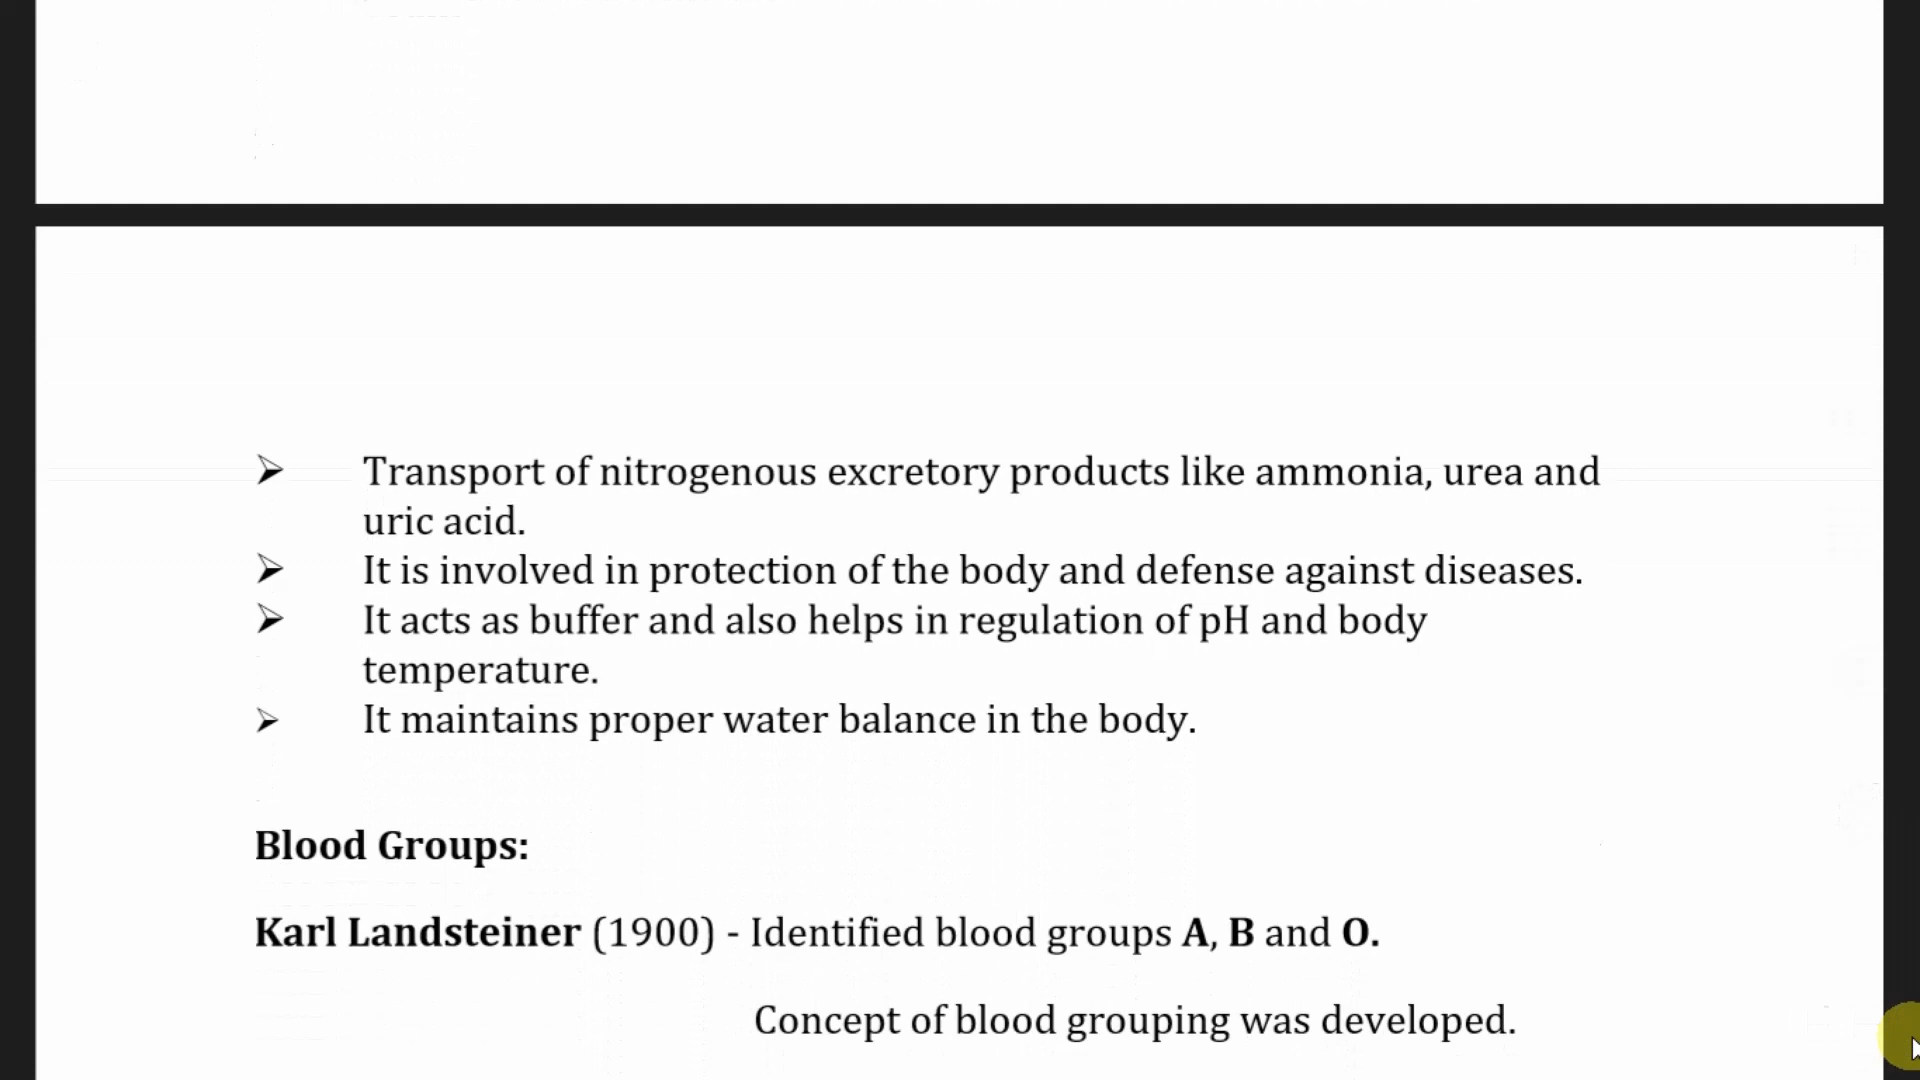 ➢ Transport of nitrogenous excretory products like ammonia, urea and
uric acid.
➢ It is involved in protection of the body and defense against diseases.
➢ It acts as buffer and also helps in regulation of pH and body
temperature.
➢ It maintains proper water balance in the body.
Blood Groups:
Karl Landsteiner (1900) - Identified blood groups A, B and O.
Concept of blood grouping was developed.